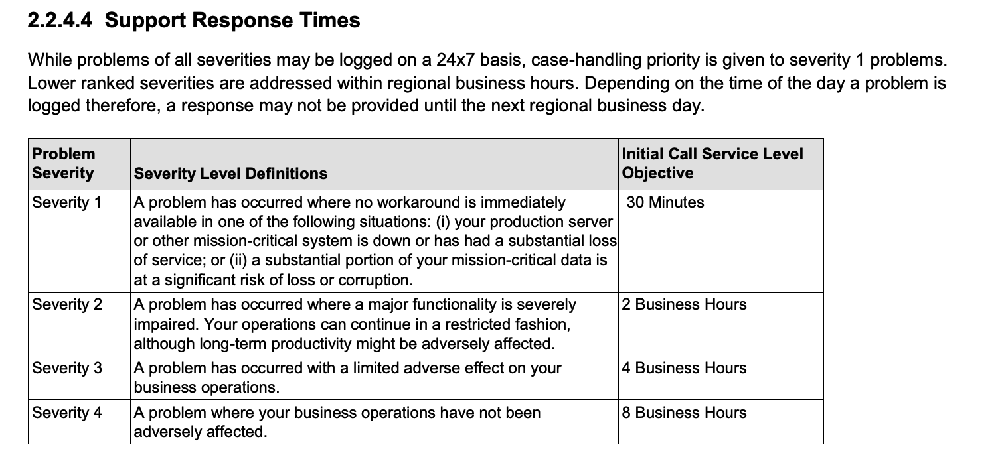 2.2.4.4 Support Response Times
While problems of all severities may be logged on a 24x7 basis, case-handling priority is given to severity 1 problems.
Lower ranked severities are addressed within regional business hours. Depending on the time of the day a problem is
logged therefore, a response may not be provided until the next regional business day.
Problem
Severity
Severity Level Definitions
Initial Call Service Level
Objective
Severity 1
A problem has occurred where no workaround is immediately
available in one of the following situations: (i) your production server
or other mission-critical system is down or has had a substantial loss
of service; or (ii) a substantial portion of your mission-critical data is
at a significant risk of loss or corruption.
30 Minutes
Severity 2
A problem has occurred where a major functionality is severely
impaired. Your operations can continue in a restricted fashion,
although long-term productivity might be adversely affected.
2 Business Hours
Severity 3
A problem has occurred with a limited adverse effect on your
business operations.
4 Business Hours
Severity 4
A problem where your business operations have not been
adversely affected.
8 Business Hours